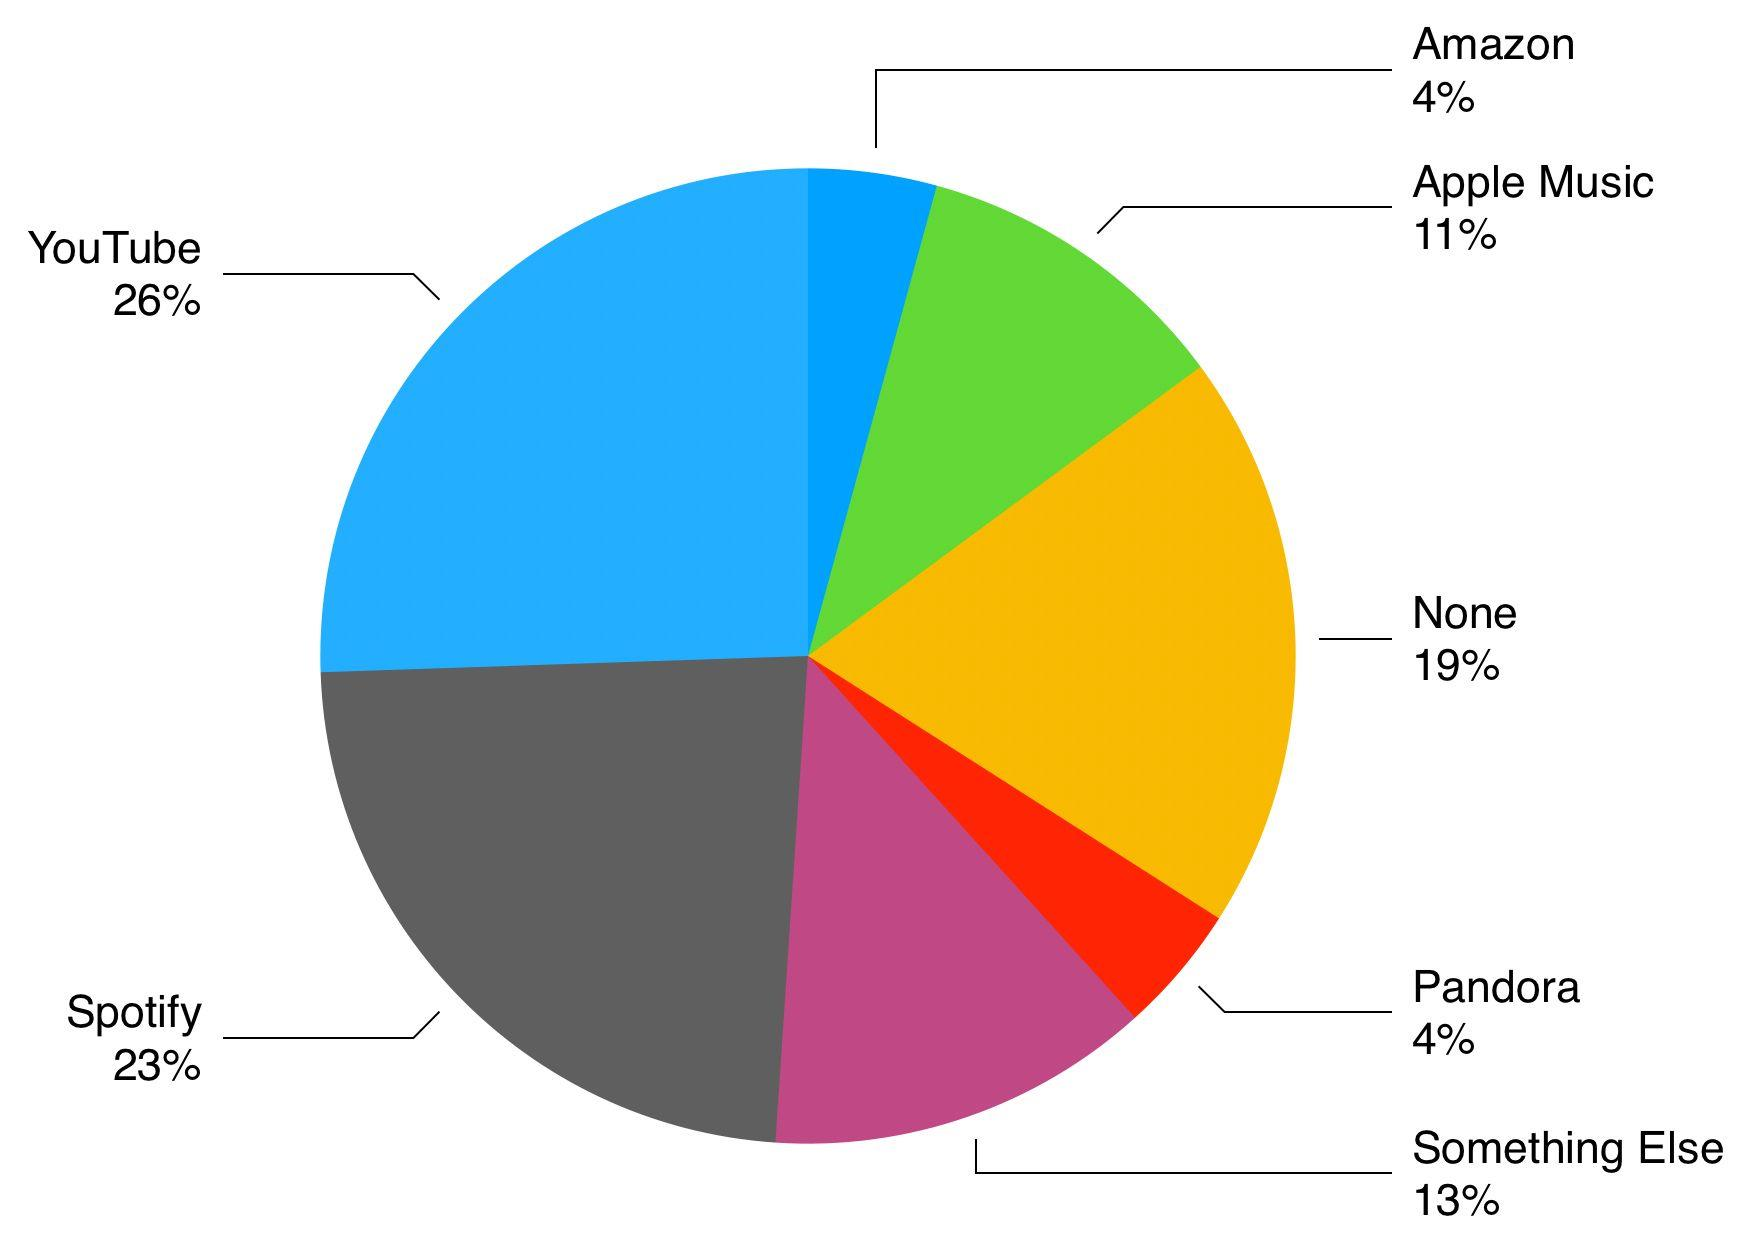 Amazon
4%
Apple Music
11%
YouTube
26%
None
19%
Pandora
4%
Spotify
23%
Something Else
13%